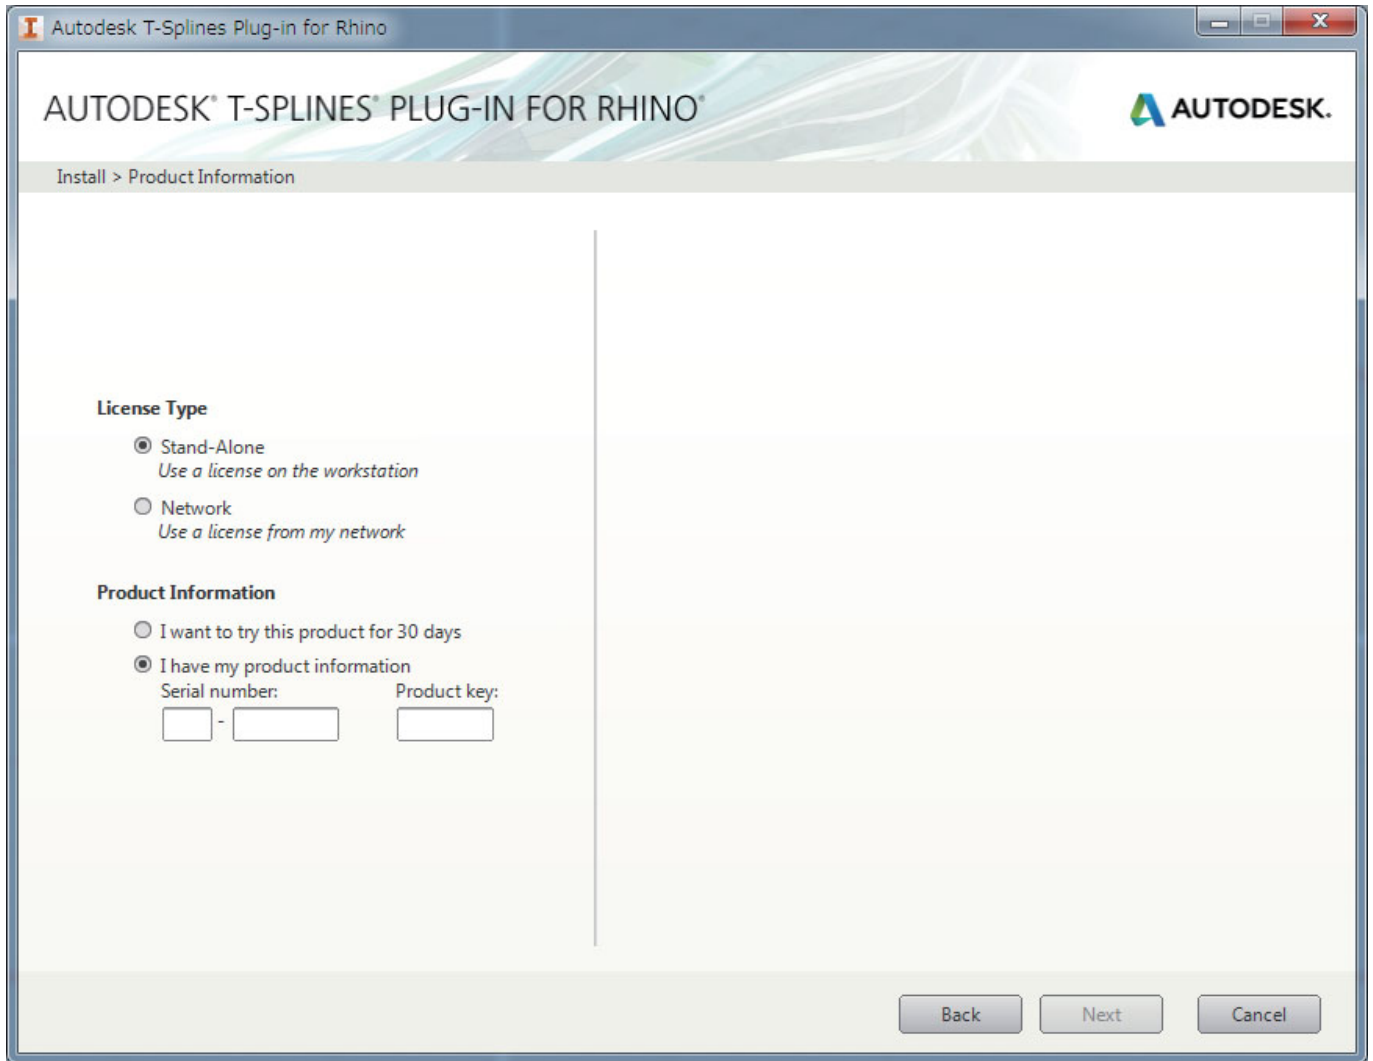 Autodesk T-Splines Plug-in for Rhino
AUTODESK® T-SPLINES® PLUG-IN FOR RHINO®
AUTODESK.
Install > Product Information
License Type
Stand-Alone
Use a license on the workstation
Network
Use a license from my network
Product Information
I want to try this product for 30 days
I have my product information
Serial number: Product key:
-
Back Next Cancel